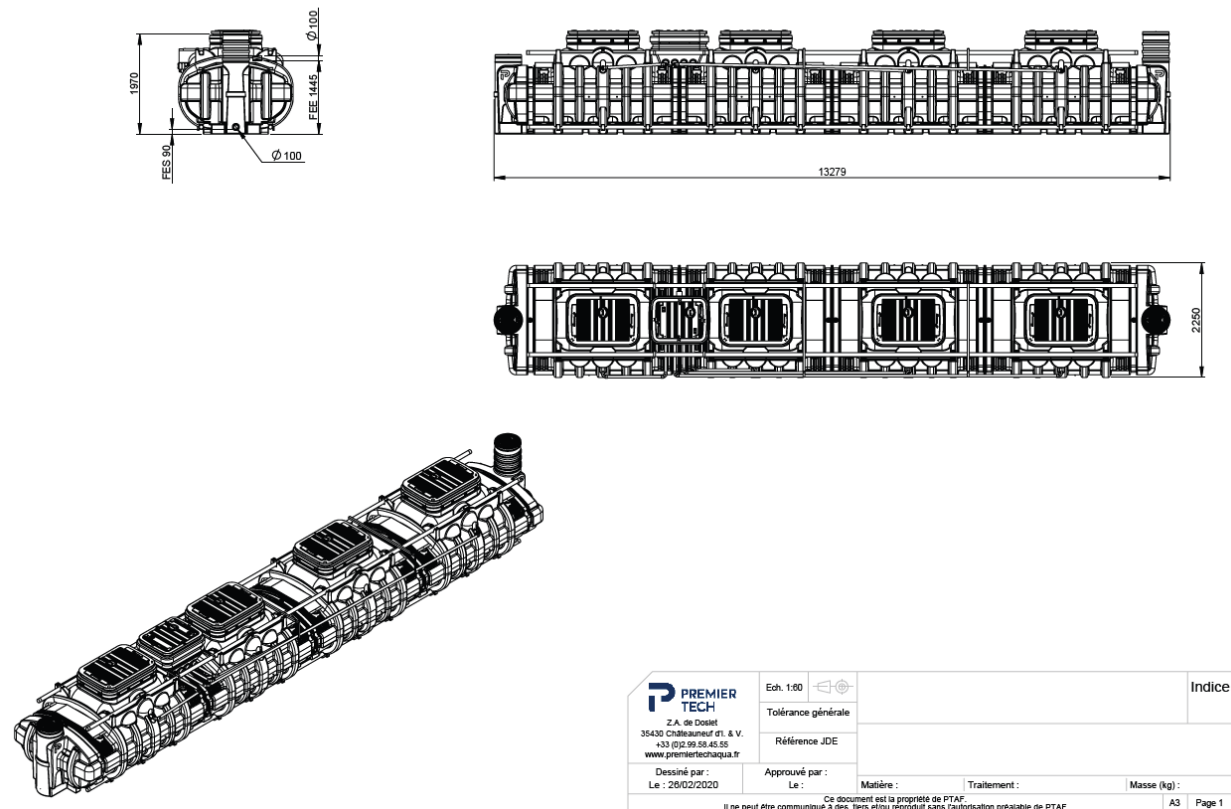 1970
Ø100
FEE 1445
FES 90
Ø100
13279
2250
PREMIER
TECH
Z.A. de Doslet
35430 Châteauneuf d'I. & V.
+33 (0)2.99.58.45.55
www.premiertechaqua.fr
Ech. 1:60
Tolérance générale
Référence JDE
Indice
Dessiné par :
Le : 26/02/2020
Approuvé par :
Le :
Matière :
Traitement :
Masse (kg) :
Ce document est la propriété de PTAF.
Il ne peut être communiqué à des tiers et/ou reproduit sans l'autorisation préalable de PTAF
A3
Page 1